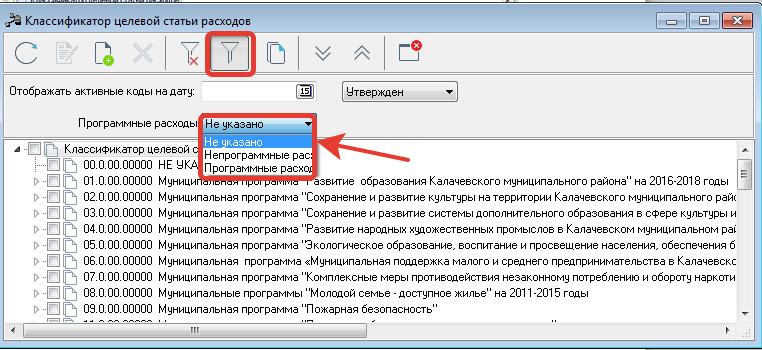 Классификатор целевой статьи расходов
Отображать активные коды на дату:
15
Утвержден
Программные расходы
Не указано
Не указано
Непрограммные рас
Программные расход
Классификатор целевой с
00.0.00.00000 НЕ УКА
01.0.00.00000 Муниципальная программа "Развитие образования Калачевского муниципального района" на 2016-2018 годы
02.0.00.00000 Муниципальная программа "Сохранение и развитие культуры на территории Калачевского муниципального
03.0.00.00000 Муниципальная программа "Сохранение и развитие системы дополнительного образования в сфере культуры и
04.0.00.00000 Муниципальная программа "Развитие народных художественных промыслов в Калачевском муниципальном рай
05.0.00.00000 Муниципальная программа "Экологическое образование, воспитание и просвещение населения, обеспечения б
06.0.00.00000 Муниципальная программа «Муниципальная поддержка малого и среднего предпринимательства в Калачевско
07.0.00.00000 Муниципальная программа "Комплексные меры противодействия незаконному потреблению и обороту наркоти
08.0.00.00000 Муниципальная программы "Молодой семье - доступное жилье" на 2011-2015 годы
09.0.00.00000 Муниципальная программа "Пожарная безопасность"